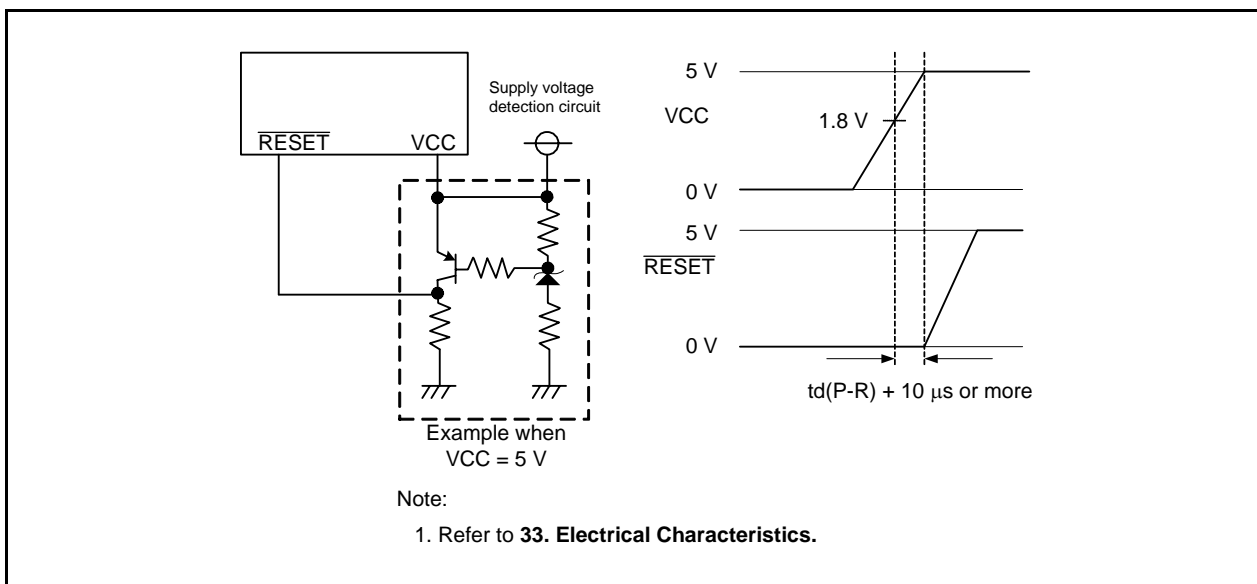 RESET
VCC
Supply voltage
detection circuit
Example when
VCC = 5 V
5 V
VCC
1.8 V
0 V
5 V
RESET
0 V
td(P-R) + 10 μs or more
Note:
1. Refer to 33. Electrical Characteristics.